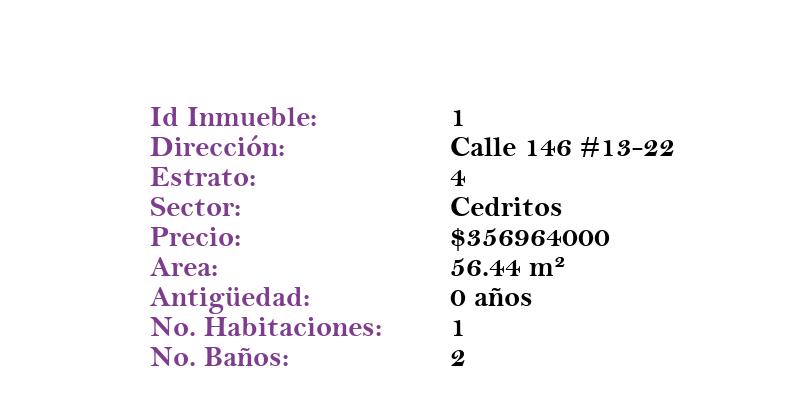 Id Inmueble: 1
Dirección: Calle 146 #13-22
Estrato: 4
Sector: Cedritos
Precio: $356964000
Area: 56.44 m²
Antigüedad: 0 años
No. Habitaciones: 1
No. Baños: 2